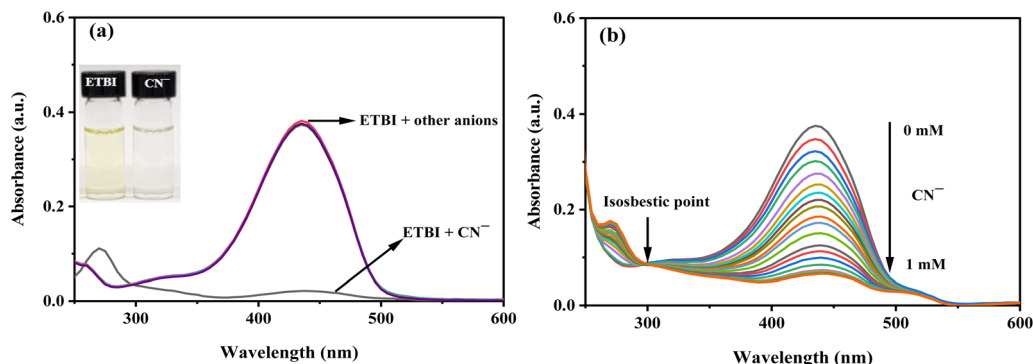 (a)
ETBI
CN⁻
ETBI + other anions
ETBI + CN⁻
0.6
0.4
0.2
0.0
300
400
500
600
Absorbance (a.u.)
Wavelength (nm)
(b)
Isosbestic point
0 mM
CN⁻
1 mM
0.6
0.4
0.2
0.0
300
400
500
600
Absorbance (a.u.)
Wavelength (nm)